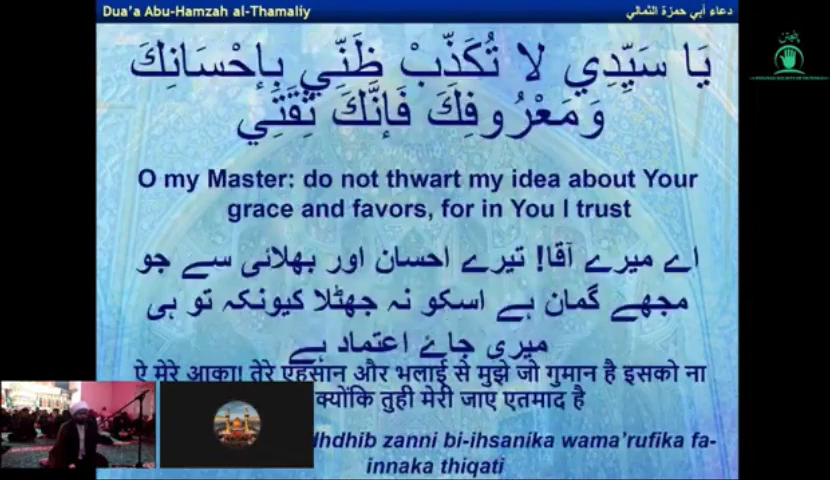 Dua'a Abu-Hamzah al-Thamaliy
دعاء أبي حمزة الثمالي
يَا سَيِّدِي لا تُكَذِّبْ ظَنِّي بِإِحْسَانِكَ
وَمَعْرُوفِكَ فَإِنَّكَ ثِقَتِي
O my Master: do not thwart my idea about Your
grace and favors, for in You I trust
اے میرے آقا! تیرے احسان اور بھلائی سے جو
مجھے گمان ہے اسکو نہ جھٹلا کیونکہ تو ہی
میری جاۓ اعتماد ہے
ऐ मेरे आका! तेरे एहसान और भलाई से मुझे जो गुमान है इसको ना
क्योंकि तुही मेरी जाए एतमाद है
dhdhib zanni bi-ihsanika wama'rufika fa-
innaka thiqati